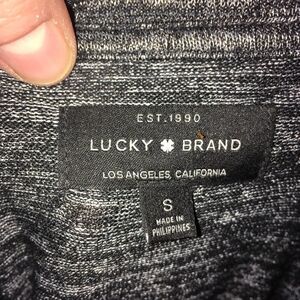 EST.1990
LUCKY BRAND
LOS ANGELES, CALIFORNIA
S
MADE IN
PHILIPPINES